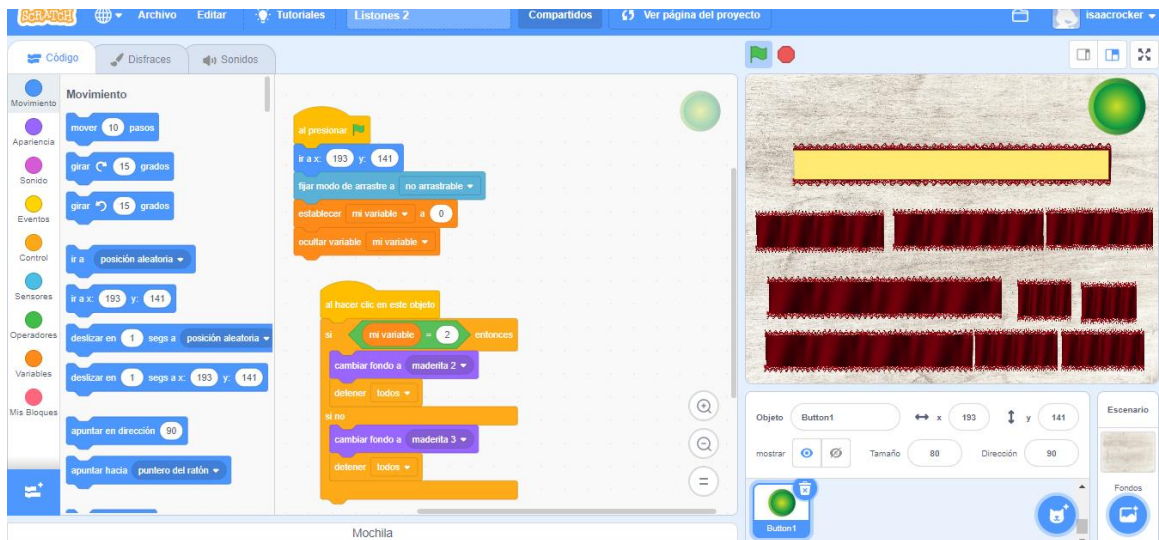 SCRATCH Archivo Editar Tutoriales Listones 2 Compartidos Ver página del proyecto isaacrocker
Código Disfraces Sonidos
Movimiento
Apariencia
Sonido
Eventos
Control
Sensores
Operadores
Variables
Mis Bloques
Movimiento
mover 10 pasos
girar 15 grados
girar 15 grados
ir a posición aleatoria
ir a x: 193 y: 141
deslizar en 1 segs a posición aleatoria
deslizar en 1 segs a x: 193 y: 141
apuntar en dirección 90
apuntar hacia puntero del ratón
al presionar
ir a x: 193 y: 141
fijar modo de arrastre a no arrastrable
establecer mi variable a 0
ocultar variable mi variable
al hacer clic en este objeto
si mi variable = 2 entonces
cambiar fondo a maderita 2
detener todos
si no
cambiar fondo a maderita 3
detener todos
Mochila
Objeto Button1 x 193 y 141
mostrar Tamaño 80 Dirección 90
Button1
Escenario
Fondos